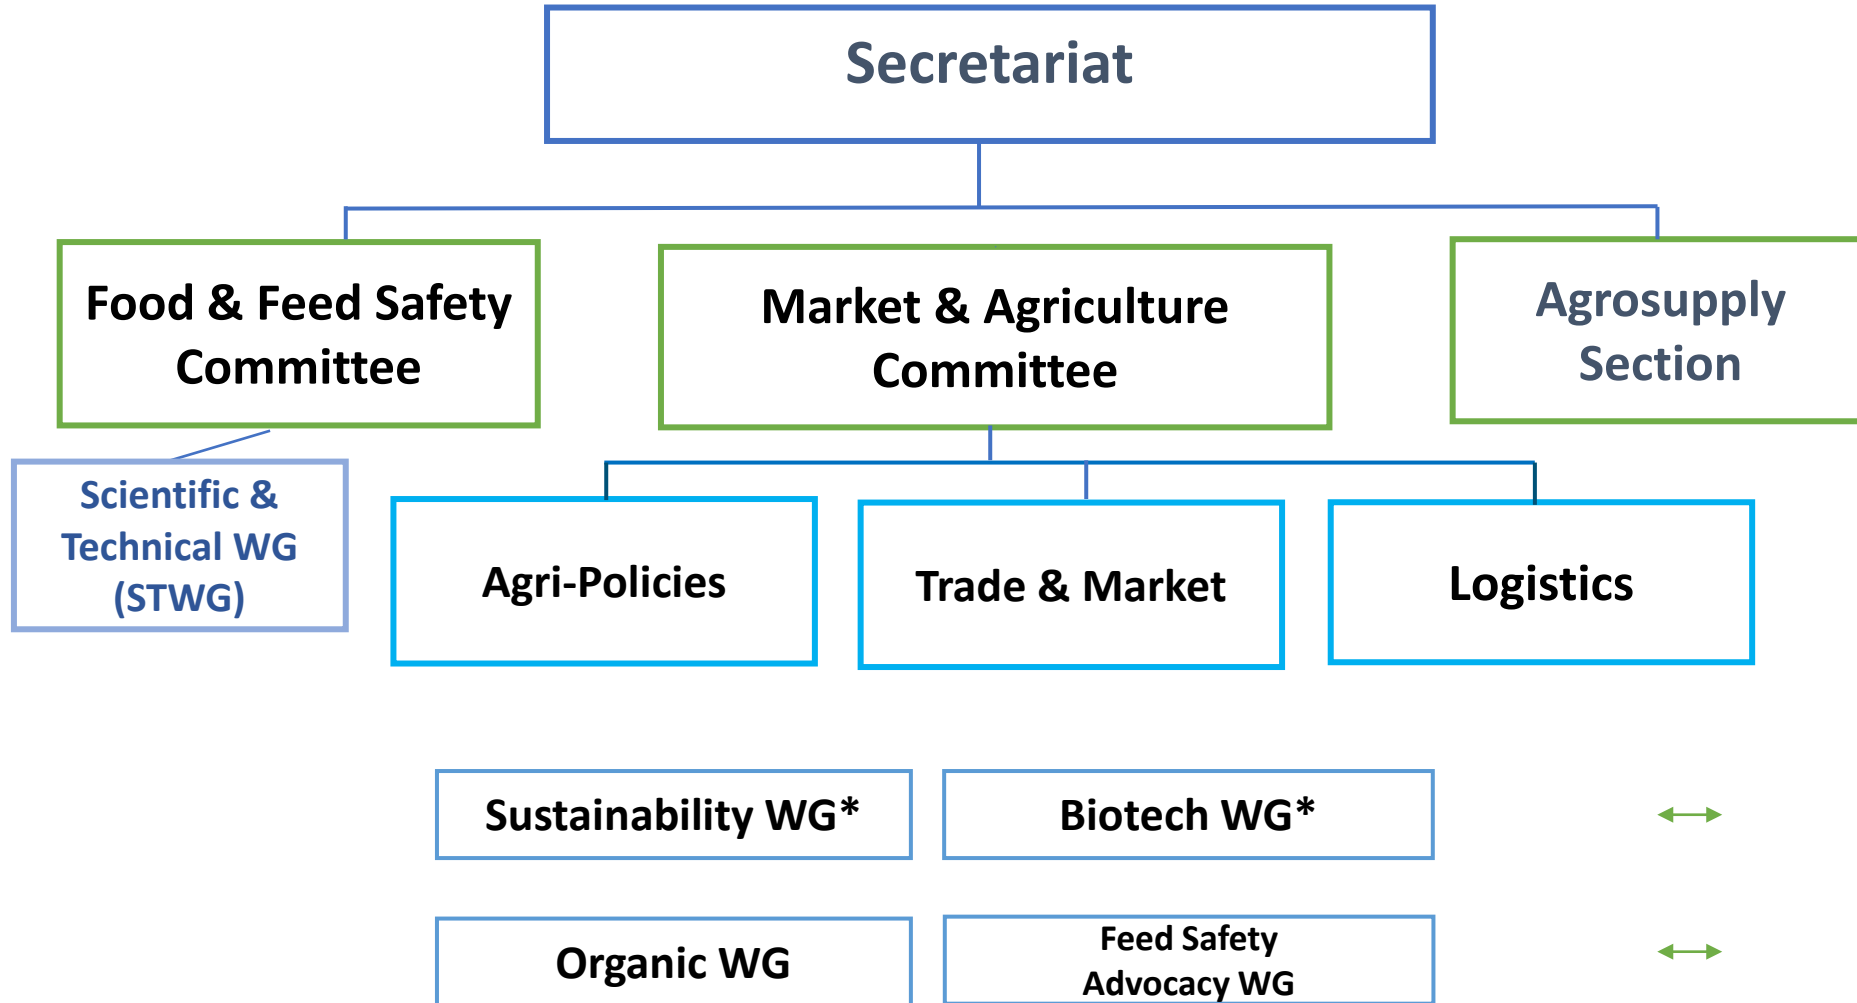 Secretariat
Food & Feed Safety
Committee
Market & Agriculture
Committee
Agrosupply
Section
Scientific &
Technical WG
(STWG)
Agri-Policies
Trade & Market
Logistics
Sustainability WG*
Biotech WG*
Organic WG
Feed Safety
Advocacy WG